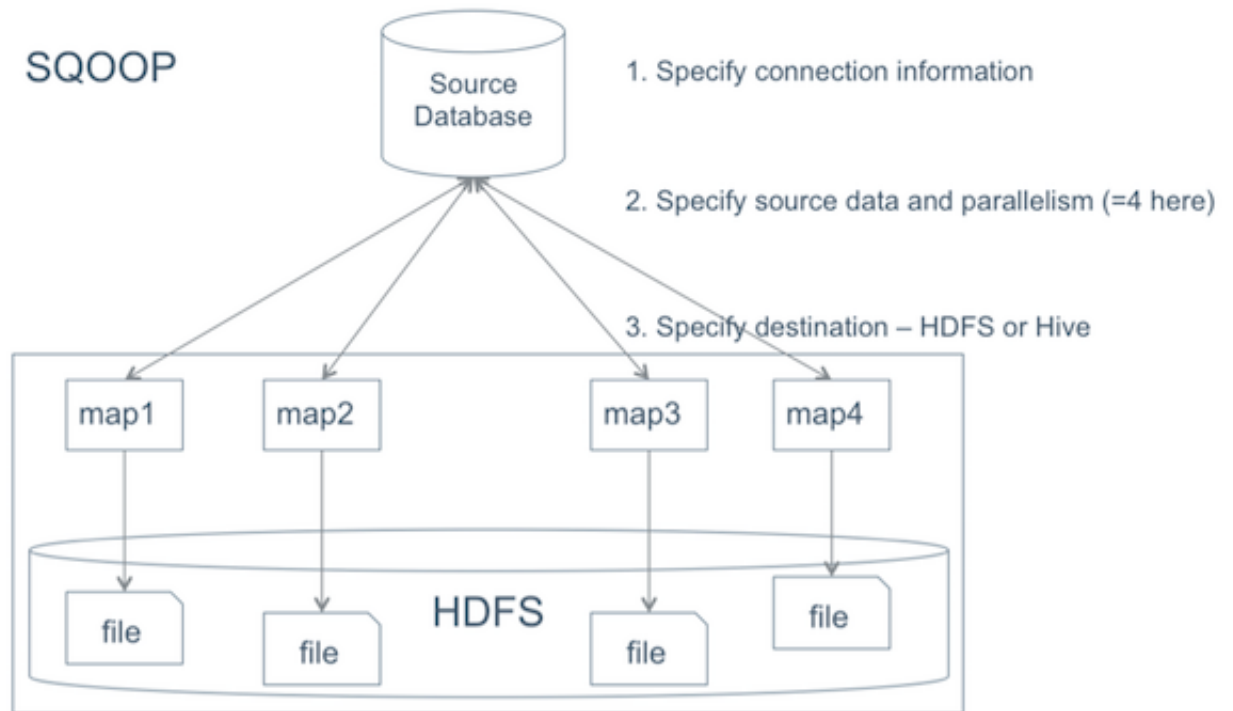 SQOOP
Source
Database
1. Specify connection information
2. Specify source data and parallelism (=4 here)
3. Specify destination – HDFS or Hive
map1
map2
map3
map4
HDFS
file
file
file
file